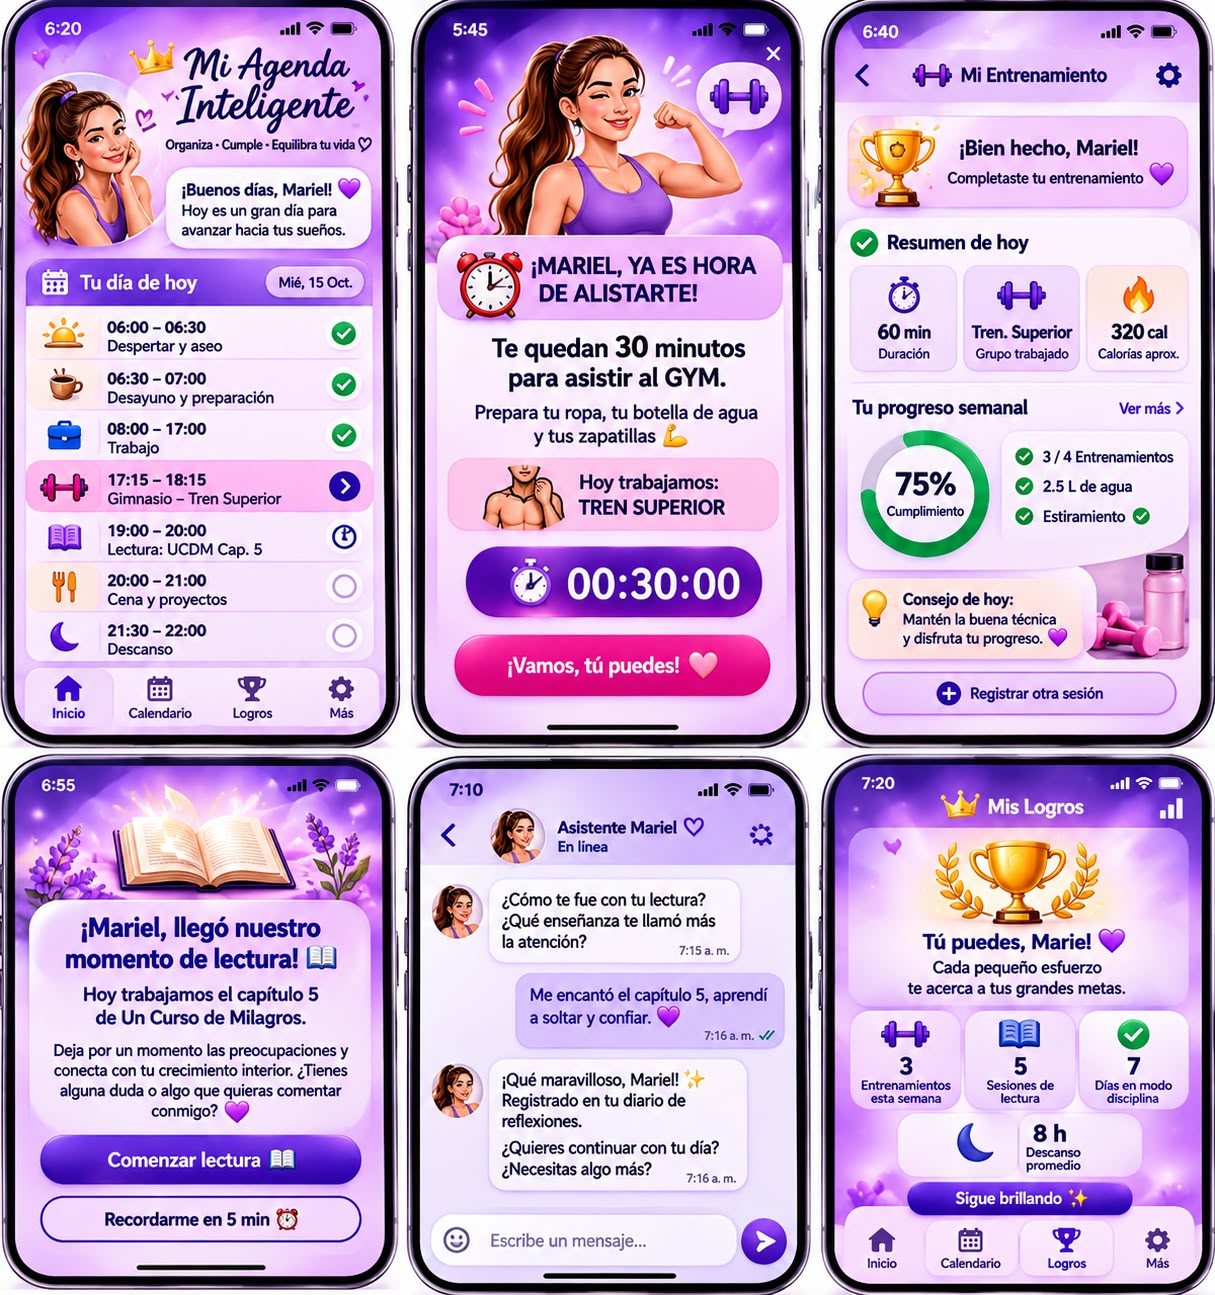 6:20
Mi Agenda
Inteligente
Organiza · Cumple · Equilibra tu vida
¡Buenos días, Mariel! 💜
Hoy es un gran día para
avanzar hacia tus sueños.
Tu día de hoy
Mié, 15 Oct.
06:00 – 06:30
Despertar y aseo
06:30 – 07:00
Desayuno y preparación
08:00 – 17:00
Trabajo
17:15 – 18:15
Gimnasio – Tren Superior
19:00 – 20:00
Lectura: UCDM Cap. 5
20:00 – 21:00
Cena y proyectos
21:30 – 22:00
Descanso
Inicio
Calendario
Logros
Más
5:45
¡MARIEL, YA ES HORA
DE ALISTARTE!
Te quedan 30 minutos
para asistir al GYM.
Prepara tu ropa, tu botella de agua
y tus zapatillas 💪
Hoy trabajamos:
TREN SUPERIOR
00:30:00
¡Vamos, tú puedes! 🩷
6:40
Mi Entrenamiento
¡Bien hecho, Mariel!
Completaste tu entrenamiento 💜
Resumen de hoy
60 min
Duración
Tren. Superior
Grupo trabajado
320 cal
Calorías aprox.
Tu progreso semanal
Ver más
75%
Cumplimiento
3 / 4 Entrenamientos
2.5 L de agua
Estiramiento
Consejo de hoy:
Mantén la buena técnica
y disfruta tu progreso. 💜
Registrar otra sesión
6:55
¡Mariel, llegó nuestro
momento de lectura! 📖
Hoy trabajamos el capítulo 5
de Un Curso de Milagros.
Deja por un momento las preocupaciones y
conecta con tu crecimiento interior. ¿Tienes
alguna duda o algo que quieras comentar
conmigo? 💜
Comenzar lectura 📖
Recordarme en 5 min ⏰
7:10
Asistente Mariel ♡
En línea
¿Cómo te fue con tu lectura?
¿Qué enseñanza te llamó más
la atención?
7:15 a. m.
Me encantó el capítulo 5, aprendí
a soltar y confiar. 💜
7:16 a. m.
¡Qué maravilloso, Mariel! ✨
Registrado en tu diario de
reflexiones.
¿Quieres continuar con tu día?
¿Necesitas algo más?
7:16 a. m.
Escribe un mensaje...
7:20
Mis Logros
Tú puedes, Marie! 💜
Cada pequeño esfuerzo
te acerca a tus grandes metas.
3
Entrenamientos
esta semana
5
Sesiones de
lectura
7
Días en modo
disciplina
8 h
Descanso
promedio
Sigue brillando ✨
Inicio
Calendario
Logros
Más